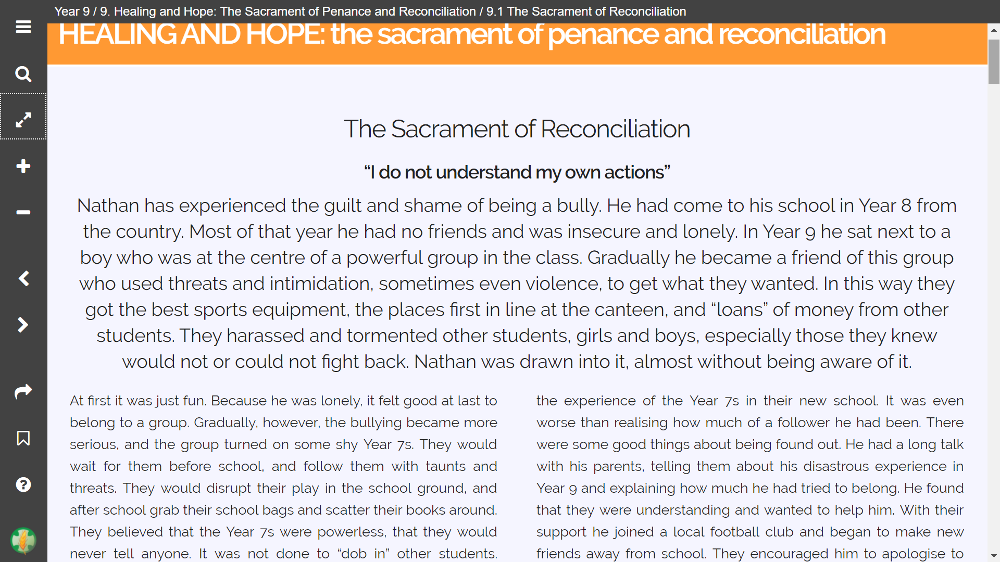 Year 9 / 9. Healing and Hope: The Sacrament of Penance and Reconciliation / 9.1 The Sacrament of Reconciliation
HEALING AND HOPE: the sacrament of penance and reconciliation
The Sacrament of Reconciliation
“I do not understand my own actions”
Nathan has experienced the guilt and shame of being a bully. He had come to his school in Year 8 from
the country. Most of that year he had no friends and was insecure and lonely. In Year 9 he sat next to a
boy who was at the centre of a powerful group in the class. Gradually he became a friend of this group
who used threats and intimidation, sometimes even violence, to get what they wanted. In this way they
got the best sports equipment, the places first in line at the canteen, and “loans” of money from other
students. They harassed and tormented other students, girls and boys, especially those they knew
would not or could not fight back. Nathan was drawn into it, almost without being aware of it.
At first it was just fun. Because he was lonely, it felt good at last to
belong to a group. Gradually, however, the bullying became more
serious, and the group turned on some shy Year 7s. They would
wait for them before school, and follow them with taunts and
threats. They would disrupt their play in the school ground, and
after school grab their school bags and scatter their books around.
They believed that the Year 7s were powerless, that they would
never tell anyone. It was not done to “dob in” other students.
the experience of the Year 7s in their new school. It was even
worse than realising how much of a follower he had been. There
were some good things about being found out. He had a long talk
with his parents, telling them about his disastrous experience in
Year 9 and explaining how much he had tried to belong. He found
that they were understanding and wanted to help him. With their
support he joined a local football club and began to make new
friends away from school. They encouraged him to apologise to